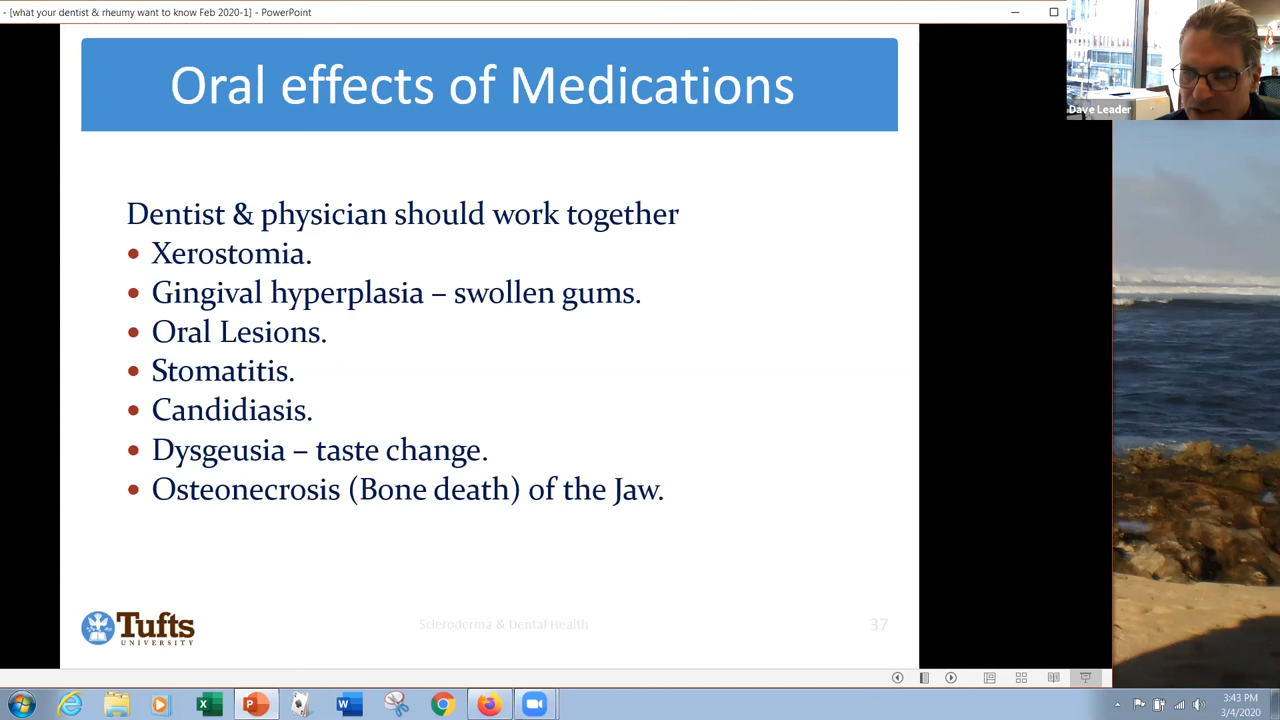 - [what your dentist & rheumy want to know Feb 2020-1] - PowerPoint
Dave Leader
Oral effects of Medications
Dentist & physician should work together
• Xerostomia.
• Gingival hyperplasia – swollen gums.
• Oral Lesions.
• Stomatitis.
• Candidiasis.
• Dysgeusia – taste change.
• Osteonecrosis (Bone death) of the Jaw.
Tufts
UNIVERSITY
Scleroderma & Dental Health
37
3:43 PM
3/4/2020